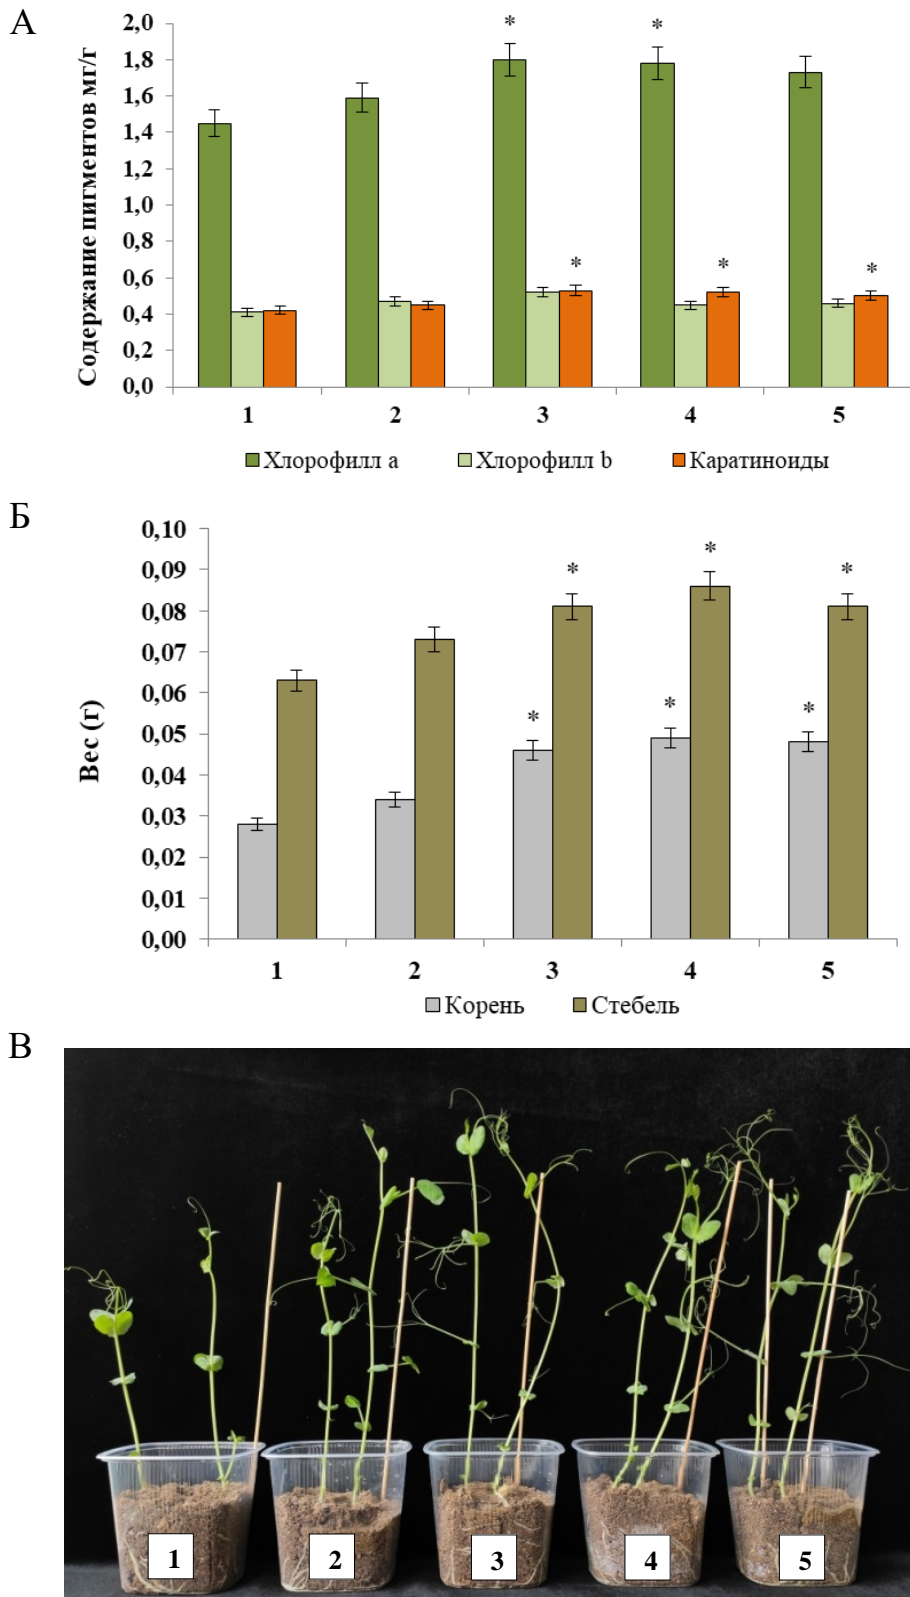 А
Содержание пигментов мг/г
2,0
1,8
1,6
1,4
1,2
1,0
0,8
0,6
0,4
0,2
0,0
* *
* * *
1 2 3 4 5
Хлорофилл a Хлорофилл b Каратиноиды
Б
Вес (г)
0,10
0,09
0,08
0,07
0,06
0,05
0,04
0,03
0,02
0,01
0,00
* * *
* * *
1 2 3 4 5
Корень Стебель
В
1 2 3 4 5